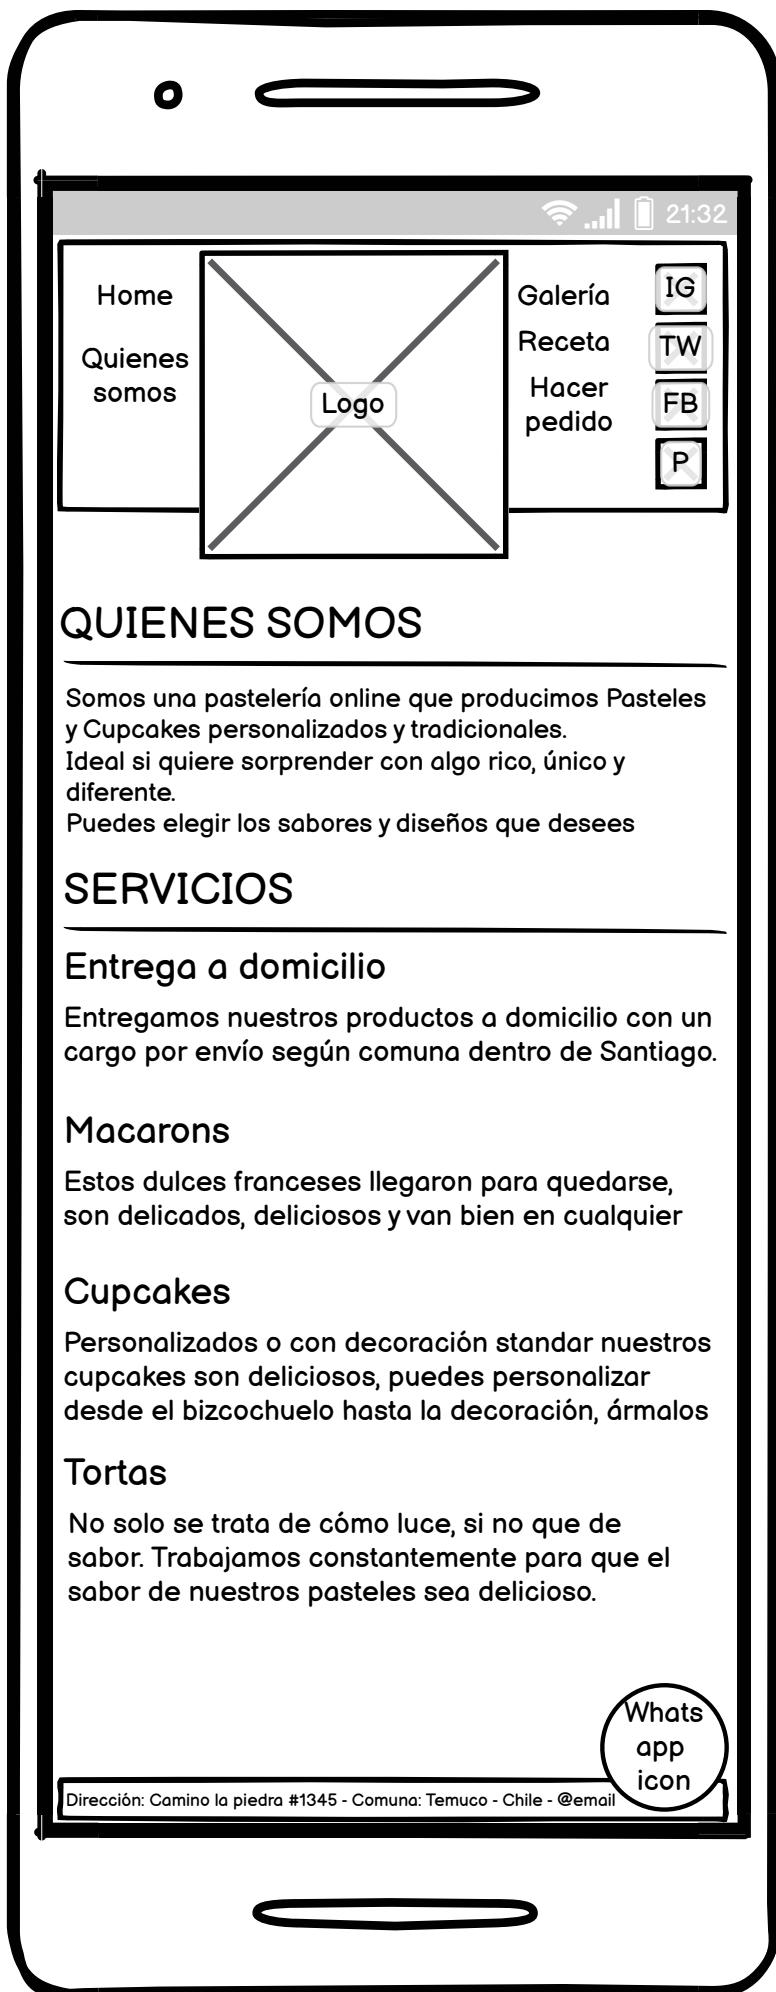 21:32
Home
Quienes
somos
Logo
Galería
Receta
Hacer
pedido
IG
TW
FB
P
QUIENES SOMOS
Somos una pastelería online que producimos Pasteles
y Cupcakes personalizados y tradicionales.
Ideal si quiere sorprender con algo rico, único y
diferente.
Puedes elegir los sabores y diseños que desees
SERVICIOS
Entrega a domicilio
Entregamos nuestros productos a domicilio con un
cargo por envío según comuna dentro de Santiago.
Macarons
Estos dulces franceses llegaron para quedarse,
son delicados, deliciosos y van bien en cualquier
Cupcakes
Personalizados o con decoración standar nuestros
cupcakes son deliciosos, puedes personalizar
desde el bizcochuelo hasta la decoración, ármalos
Tortas
No solo se trata de cómo luce, si no que de
sabor. Trabajamos constantemente para que el
sabor de nuestros pasteles sea delicioso.
Whats
app
icon
Dirección: Camino la piedra #1345 - Comuna: Temuco - Chile - @email